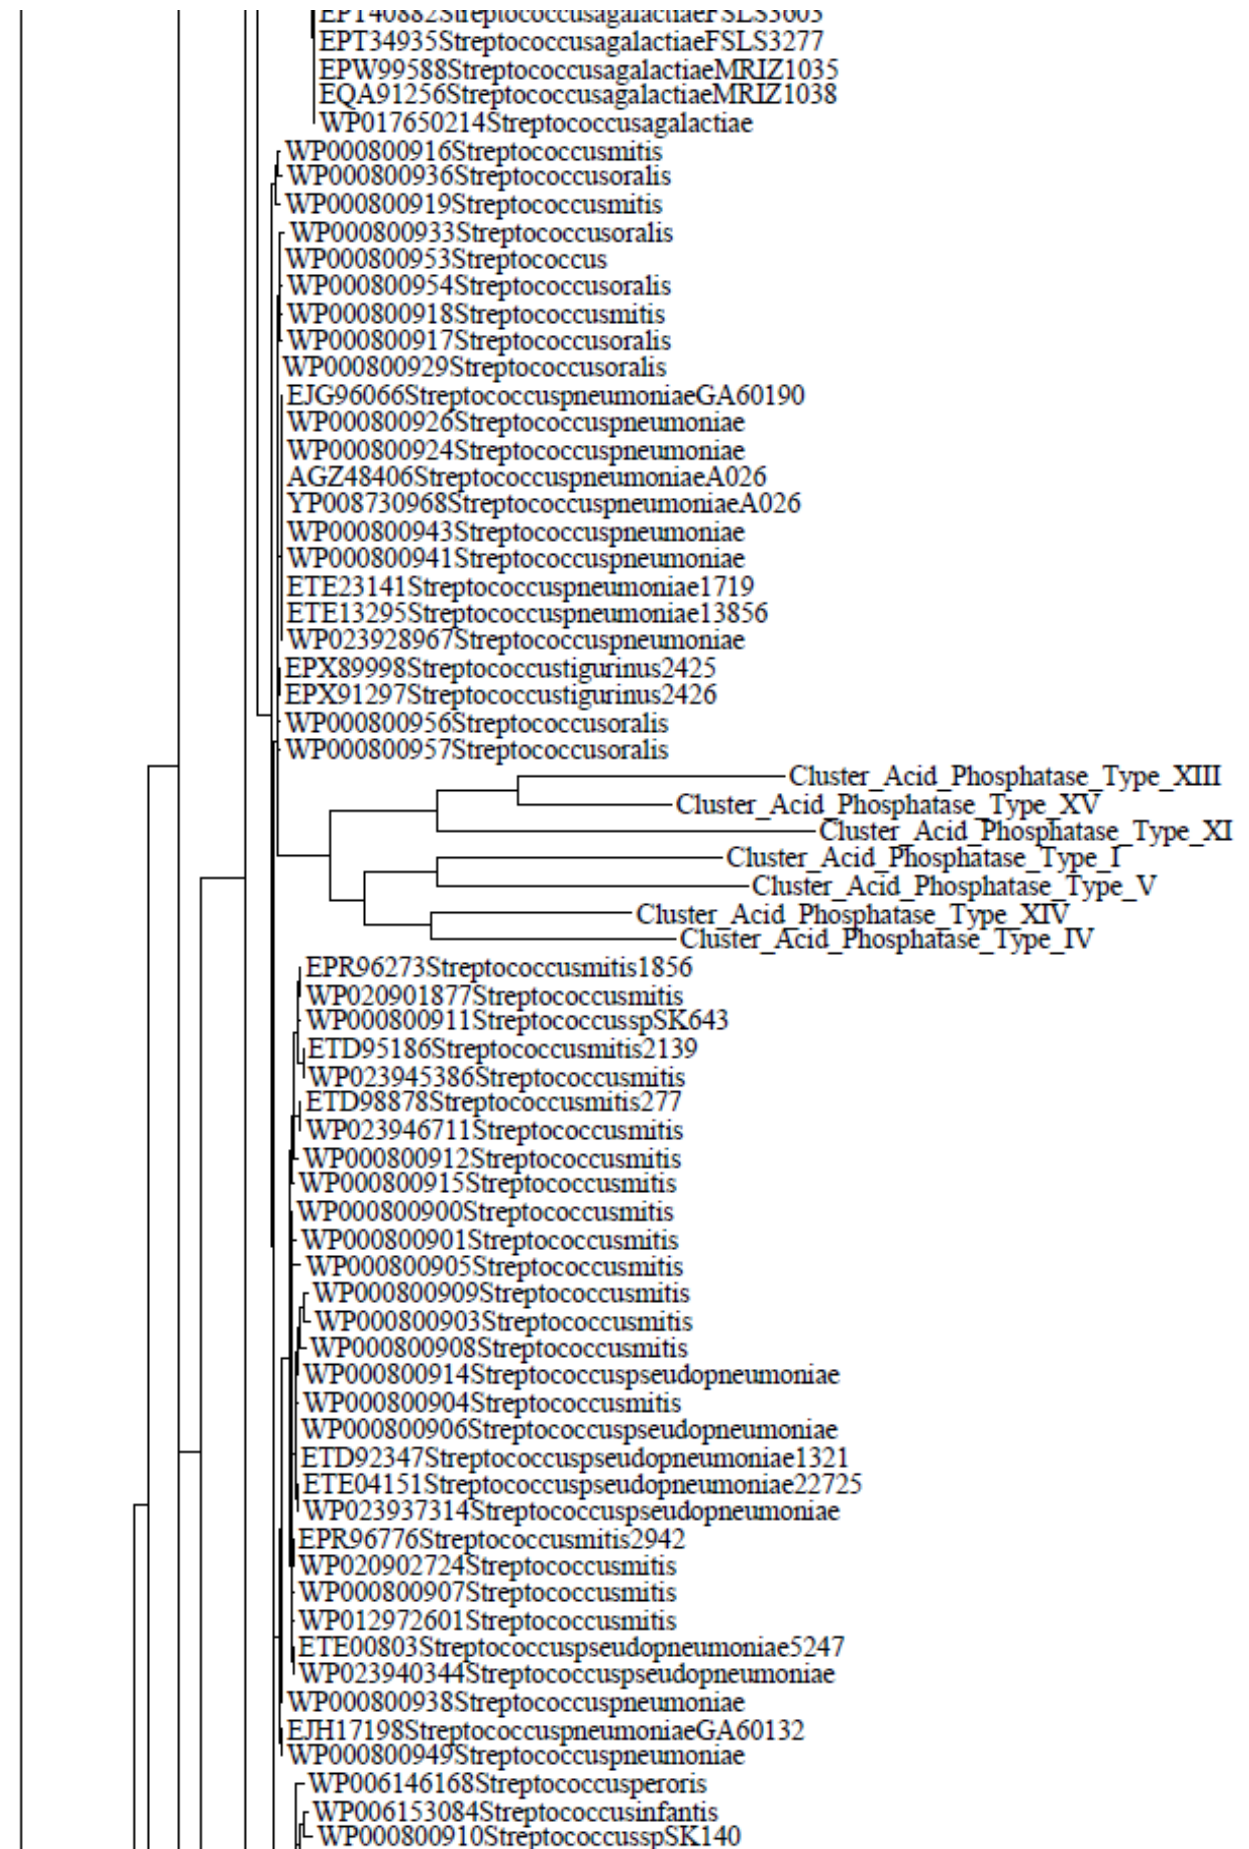 EPT40882StreptococcusagalactiaeFSLS3603
EPT34935StreptococcusagalactiaeFSLS3277
EPW99588StreptococcusagalactiaeMRIZ1035
EQA91256StreptococcusagalactiaeMRIZ1038
WP017650214Streptococcusagalactiae
WP000800916Streptococcusmitis
WP000800936Streptococcusoralis
WP000800919Streptococcusmitis
WP000800933Streptococcusoralis
WP000800953Streptococcus
WP000800954Streptococcusoralis
WP000800918Streptococcusmitis
WP000800917Streptococcusoralis
WP000800929Streptococcusoralis
EJG96066StreptococcuspneumoniaeGA60190
WP000800926Streptococcuspneumoniae
WP000800924Streptococcuspneumoniae
AGZ48406StreptococcuspneumoniaeA026
YP008730968StreptococcuspneumoniaeA026
WP000800943Streptococcuspneumoniae
WP000800941Streptococcuspneumoniae
ETE23141Streptococcuspneumoniae1719
ETE13295Streptococcuspneumoniae13856
WP023928967Streptococcuspneumoniae
EPX89998Streptococcustigurinus2425
EPX91297Streptococcustigurinus2426
WP000800956Streptococcusoralis
WP000800957Streptococcusoralis
Cluster_Acid_Phosphatase_Type_XIII
Cluster_Acid_Phosphatase_Type_XV
Cluster_Acid_Phosphatase_Type_XI
Cluster_Acid_Phosphatase_Type_I
Cluster_Acid_Phosphatase_Type_V
Cluster_Acid_Phosphatase_Type_XIV
Cluster_Acid_Phosphatase_Type_IV
EPR96273Streptococcusmitis1856
WP020901877Streptococcusmitis
WP000800911StreptococcusspSK643
ETD95186Streptococcusmitis2139
WP023945386Streptococcusmitis
ETD98878Streptococcusmitis277
WP023946711Streptococcusmitis
WP000800912Streptococcusmitis
WP000800915Streptococcusmitis
WP000800900Streptococcusmitis
WP000800901Streptococcusmitis
WP000800905Streptococcusmitis
WP000800909Streptococcusmitis
WP000800903Streptococcusmitis
WP000800908Streptococcusmitis
WP000800914Streptococcuspseudopneumoniae
WP000800904Streptococcusmitis
WP000800906Streptococcuspseudopneumoniae
ETD92347Streptococcuspseudopneumoniae1321
ETE04151Streptococcuspseudopneumoniae22725
WP023937314Streptococcuspseudopneumoniae
EPR96776Streptococcusmitis2942
WP020902724Streptococcusmitis
WP000800907Streptococcusmitis
WP012972601Streptococcusmitis
ETE00803Streptococcuspseudopneumoniae5247
WP023940344Streptococcuspseudopneumoniae
WP000800938Streptococcuspneumoniae
EJH17198StreptococcuspneumoniaeGA60132
WP000800949Streptococcuspneumoniae
WP006146168Streptococcusperoris
WP006153084Streptococcusinfantis
WP000800910StreptococcusspSK140